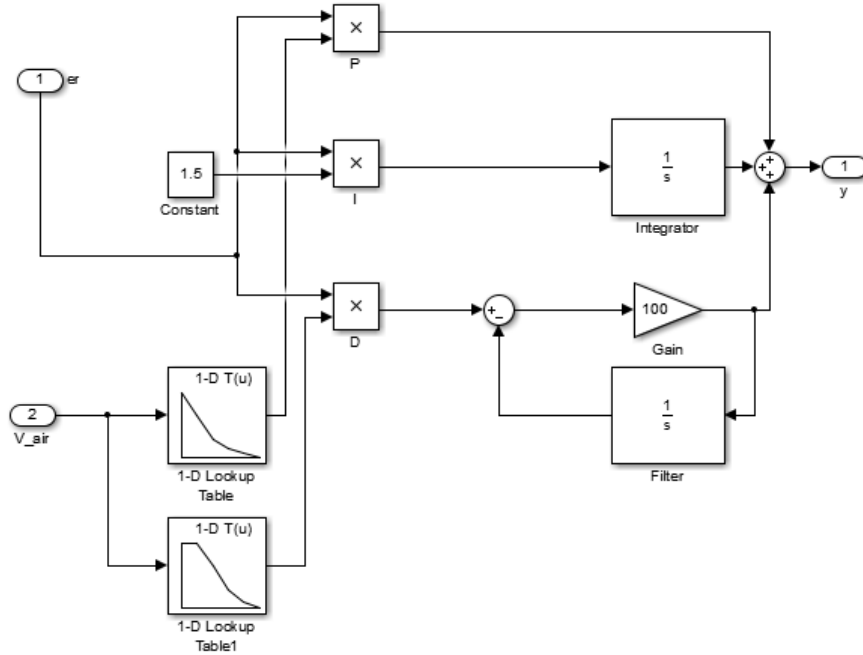 ×
P
1
er
×
I
1.5
Constant
1
s
Integrator
+
+
+
1
y
×
D
+
-
100
Gain
1
s
Filter
2
V_air
1-D T(u)
1-D Lookup
Table
1-D T(u)
1-D Lookup
Table1